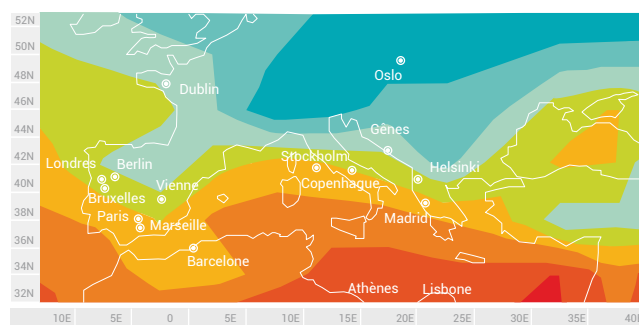 52N
50N
Oslo
48N
Dublin
46N
44N
Gênes
42N
Stockholm
Londres
Berlin
Helsinki
40N
Copenhague
Vienne
Bruxelles
38N
Paris
Madrid
Marseille
36N
Barcelone
34N
Athènes
Lisbone
32N
10E 5E 0 5E 10E 15E 20E 25E 30E 35E 40E